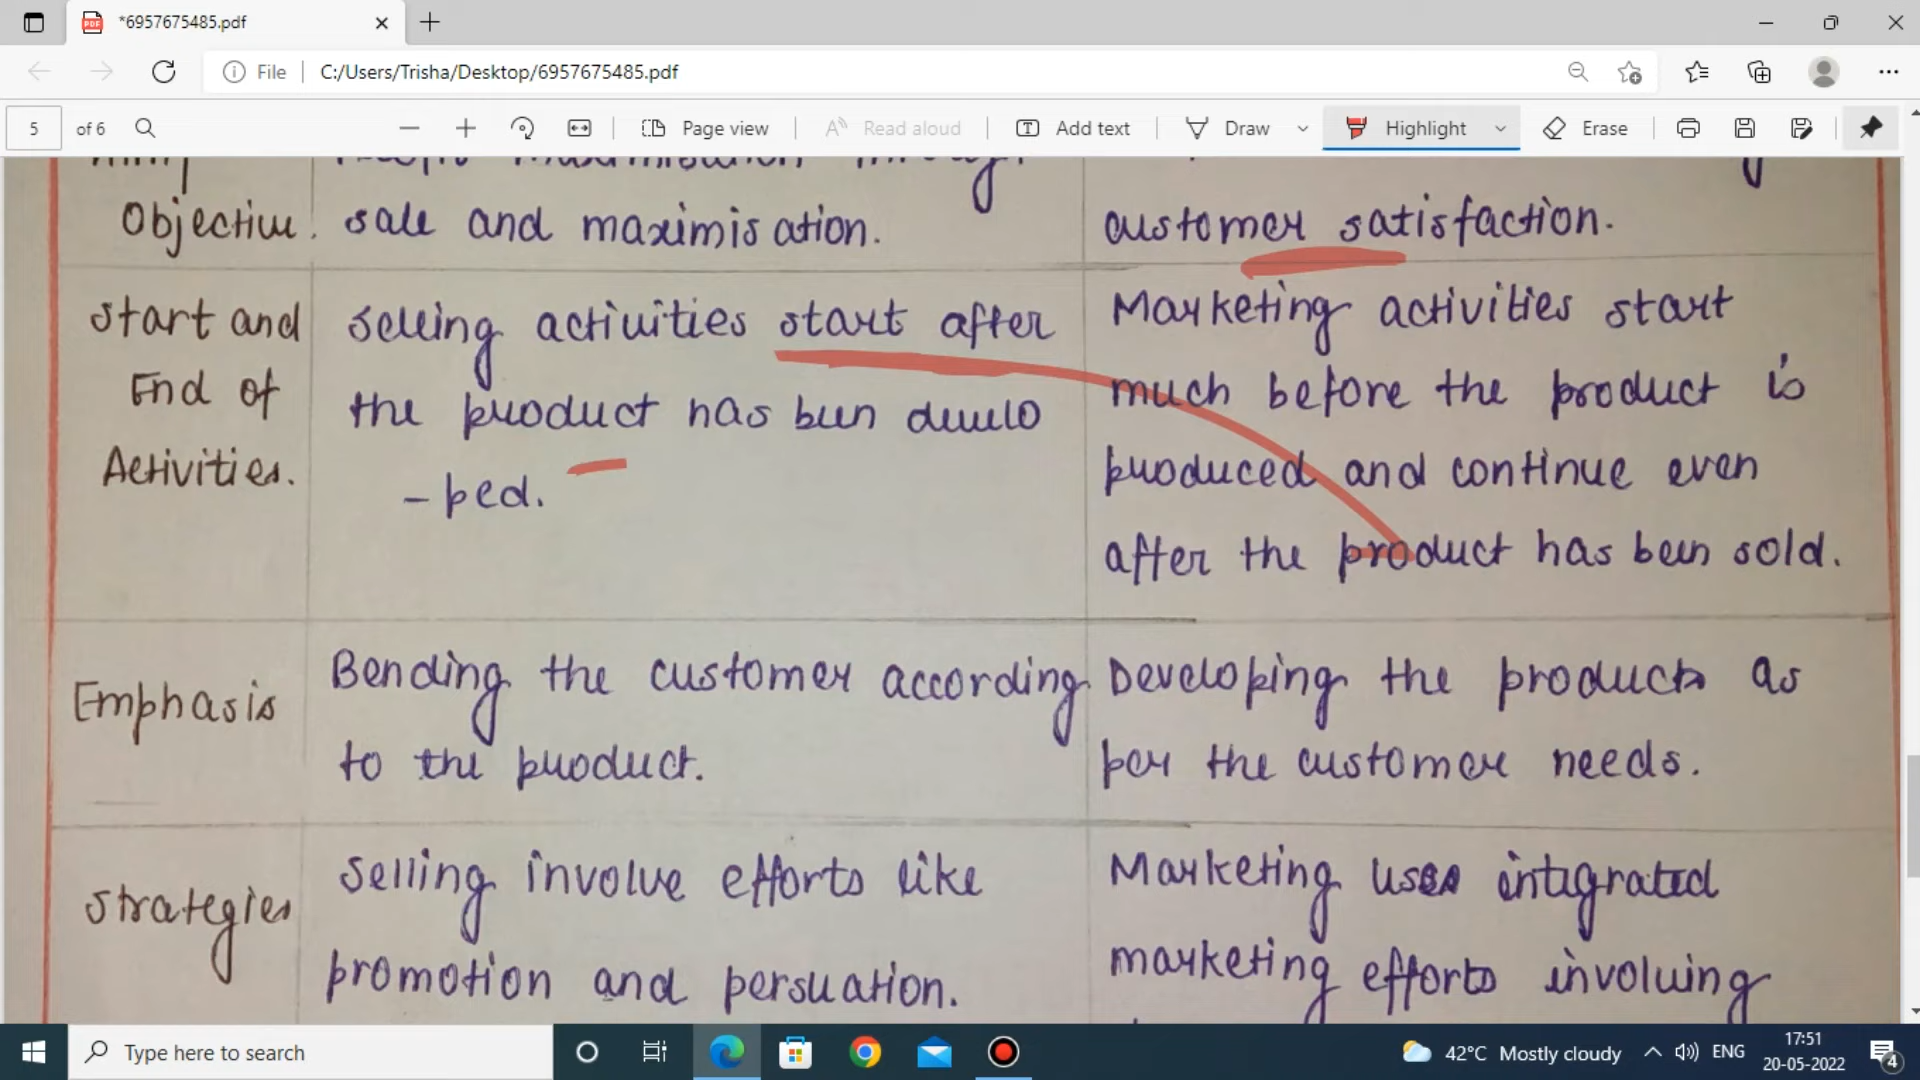 *6957675485.pdf
File
C:/Users/Trisha/Desktop/6957675485.pdf
5 of 6
Page view
Read aloud
Add text
Draw
Highlight
Erase
Objective. sale and maximisation.
customer satisfaction.
Start and
End of
Activities.
Selling activities start after
the product has been develo
-ped.
Marketing activities start
much before the product is
produced and continue even
after the product has been sold.
Emphasis
Bending the customer according
to the product.
Developing the product as
per the customer needs.
Strategies
Selling involve efforts like
promotion and persuation.
Marketing uses integrated
marketing efforts involving
Type here to search
42°C Mostly cloudy
ENG
17:51
20-05-2022
4